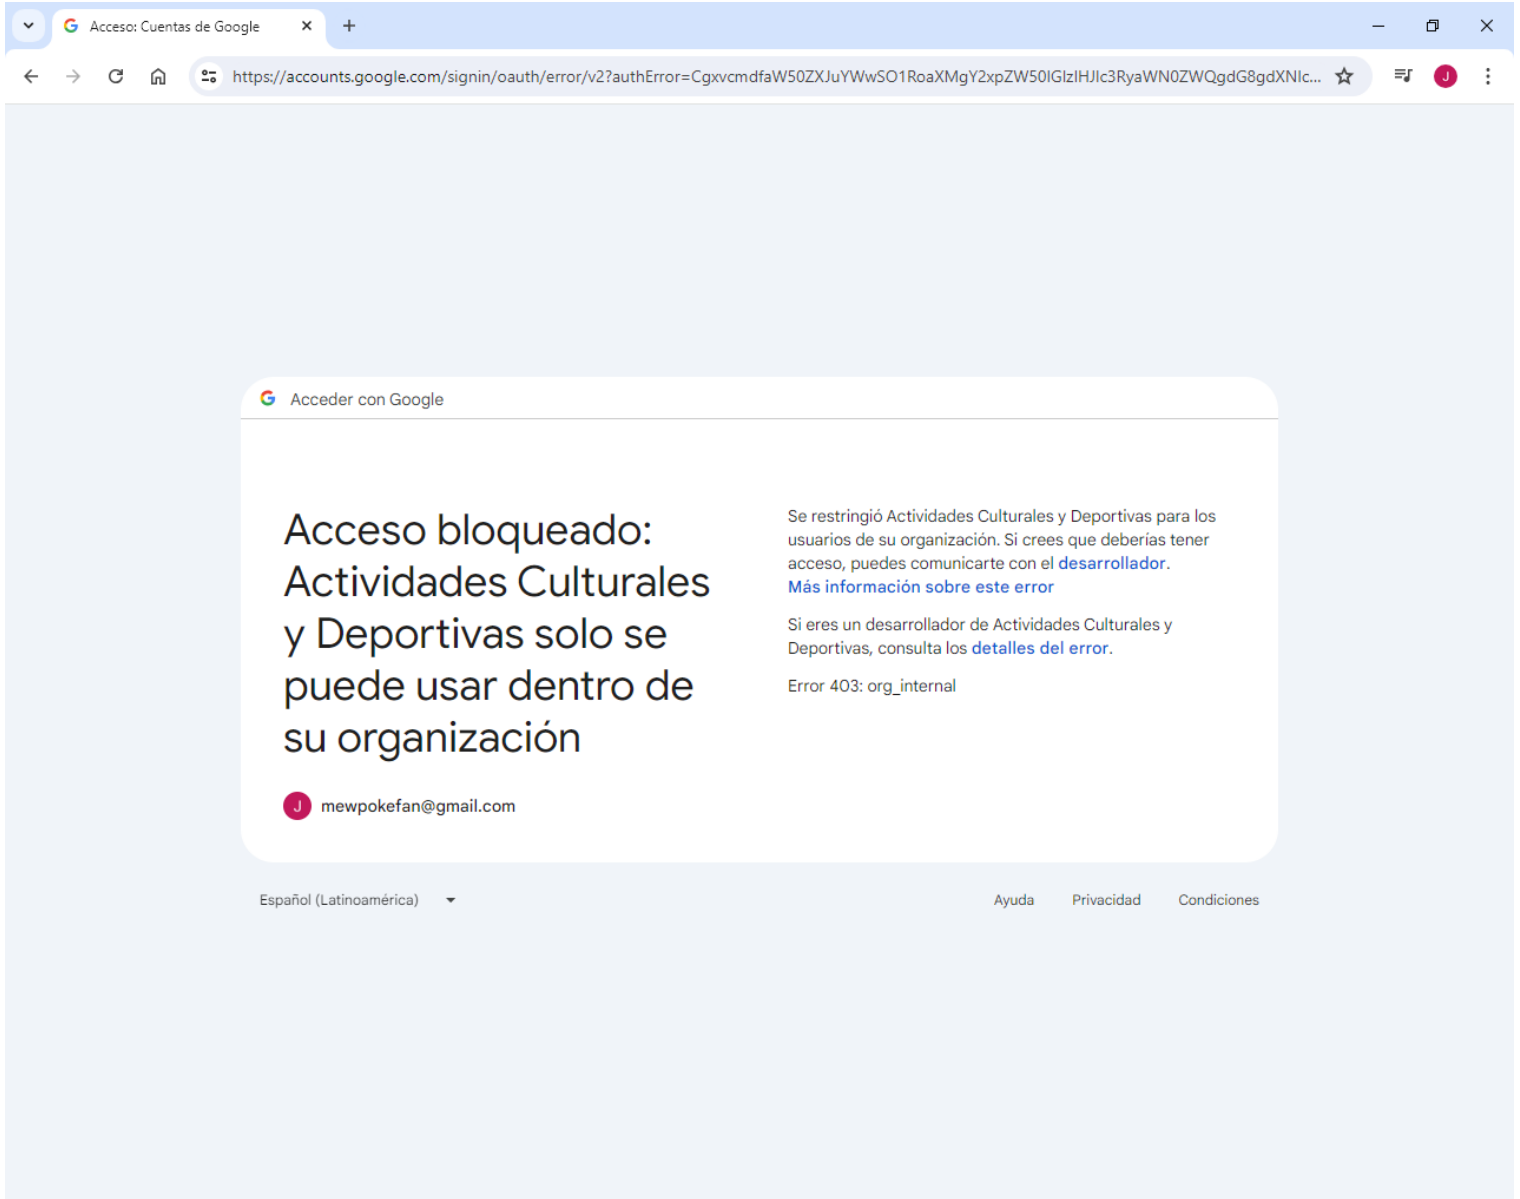 Acceso: Cuentas de Google
https://accounts.google.com/signin/oauth/error/v2?authError=CgxvcmdfaW50ZXJuYWwSO1RoaXMgY2xpZW50IGlzIHJlc3RyaWN0ZWQgdG8gdXNlc...
J
Acceder con Google
Acceso bloqueado:
Actividades Culturales
y Deportivas solo se
puede usar dentro de
su organización
J mewpokefan@gmail.com
Se restringió Actividades Culturales y Deportivas para los
usuarios de su organización. Si crees que deberías tener
acceso, puedes comunicarte con el desarrollador.
Más información sobre este error
Si eres un desarrollador de Actividades Culturales y
Deportivas, consulta los detalles del error.
Error 403: org_internal
Español (Latinoamérica)
Ayuda Privacidad Condiciones